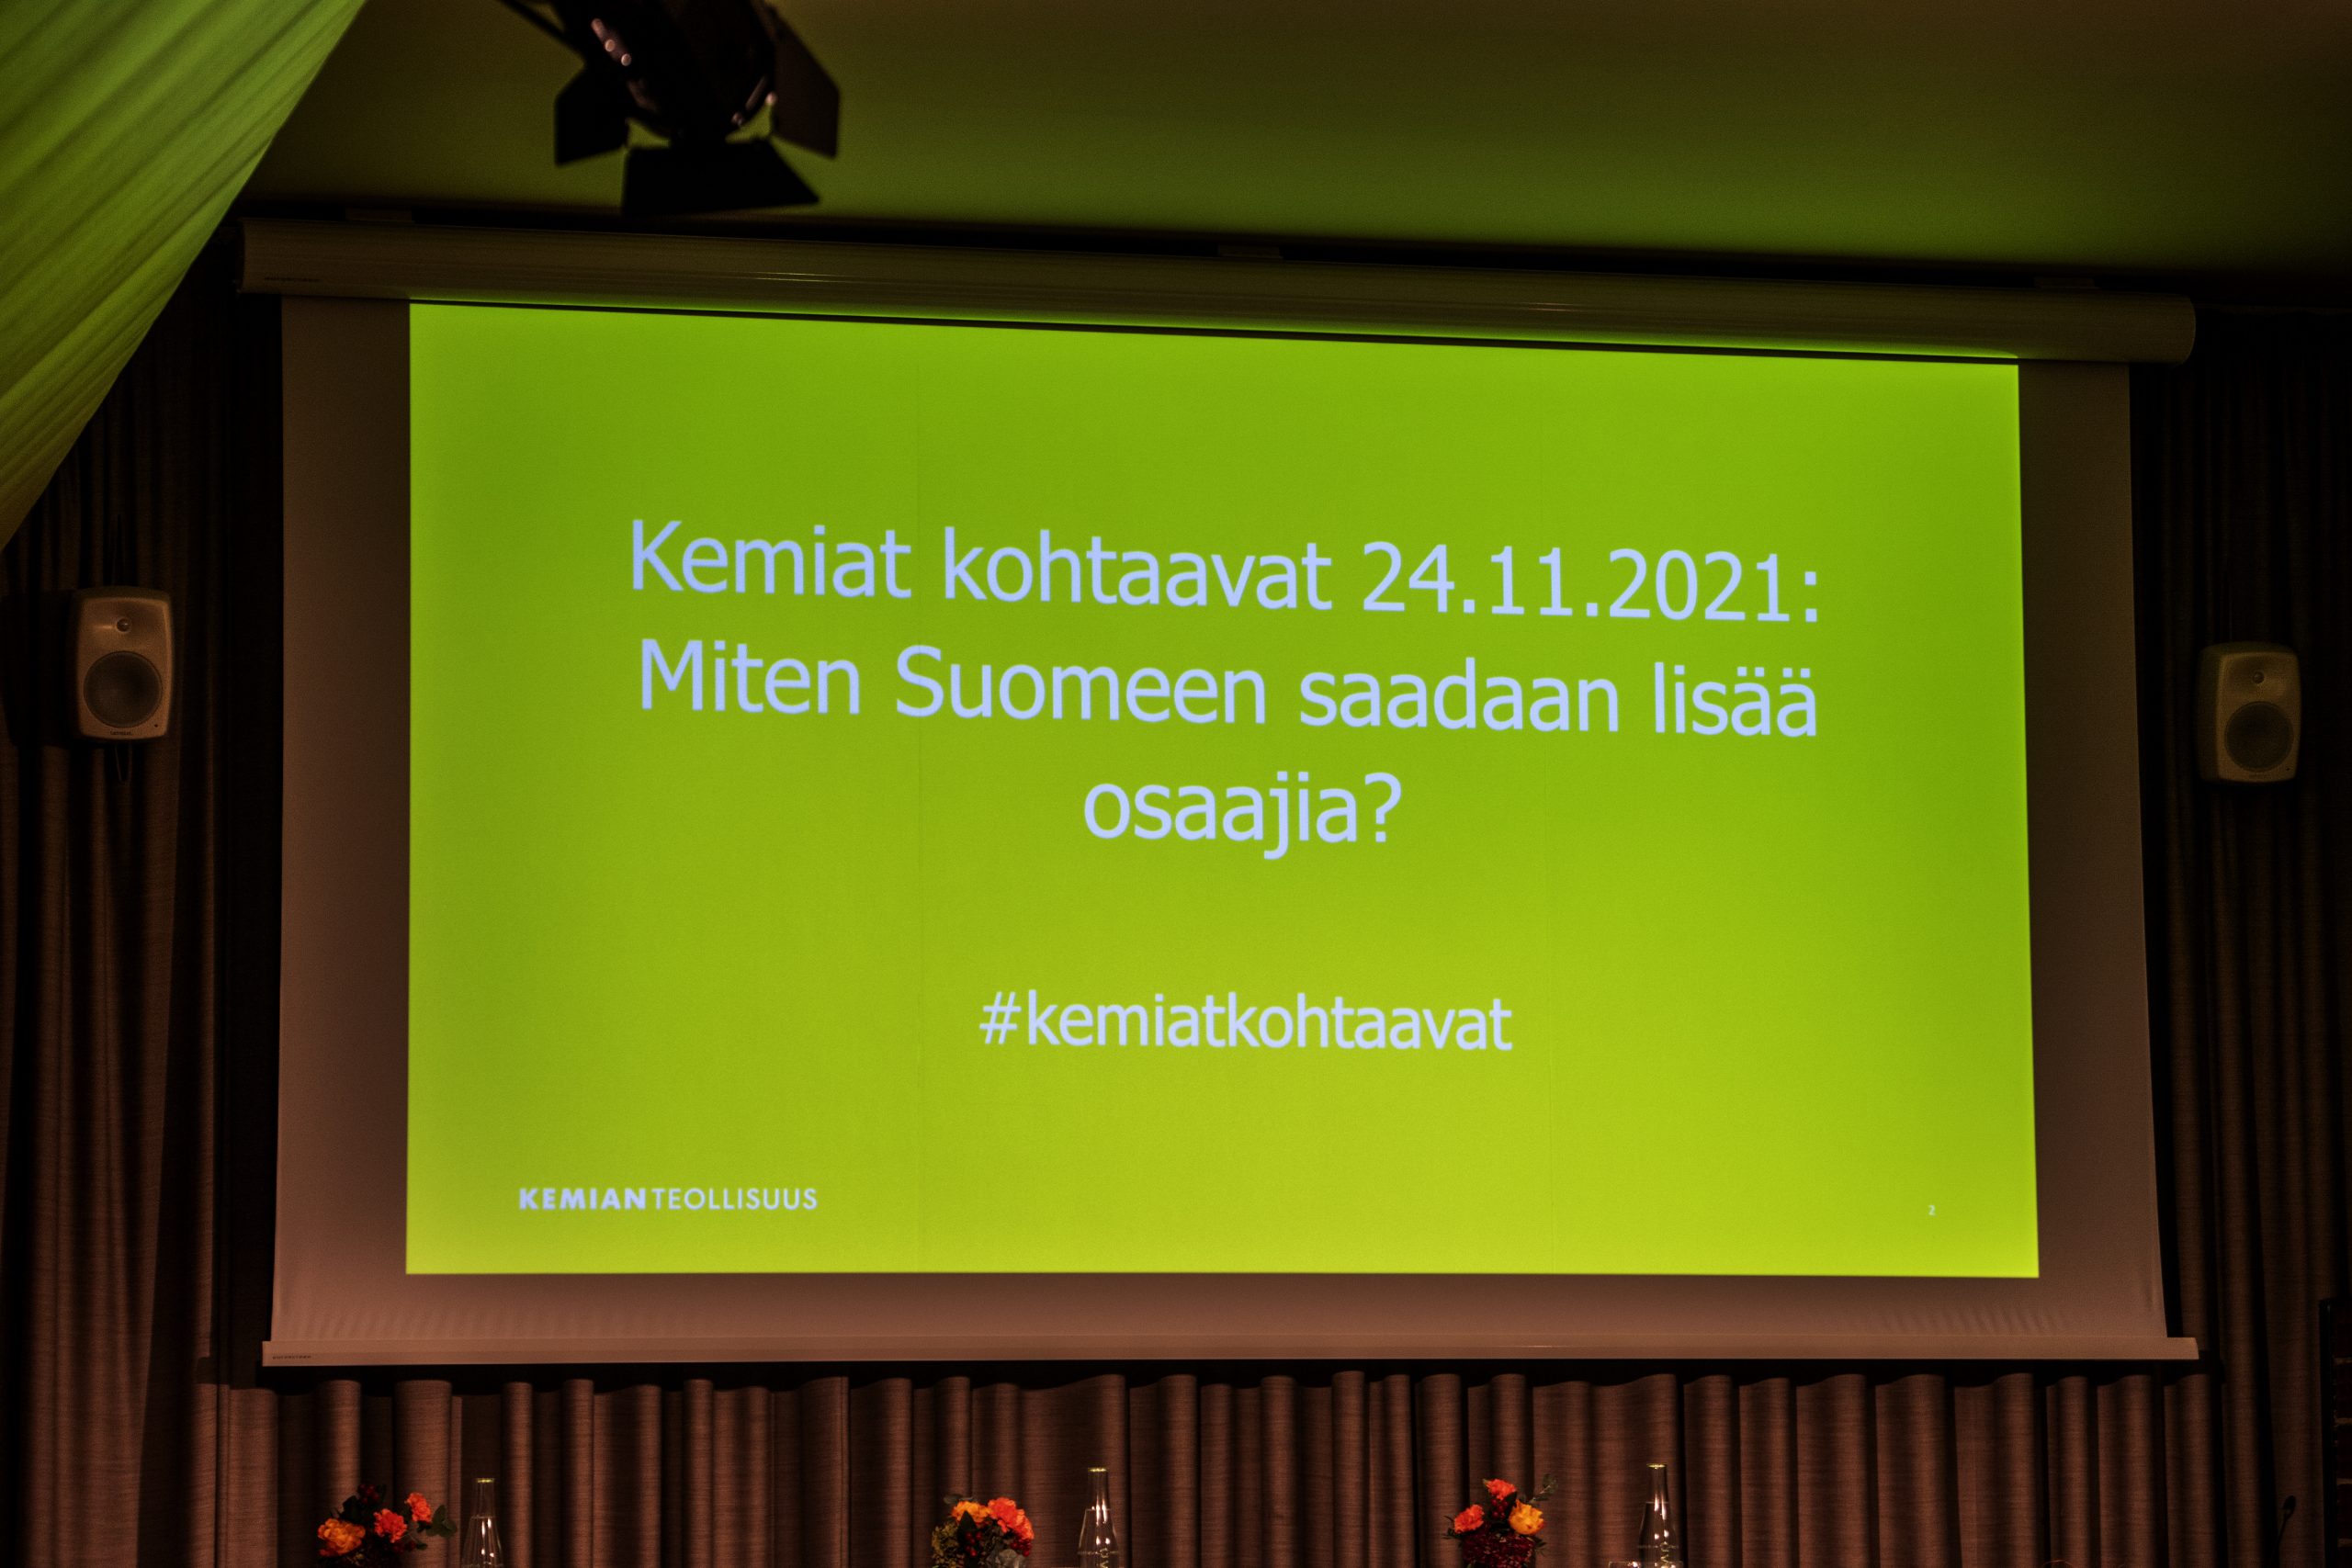 Kemiat kohtaavat 24.11.2021:
Miten Suomeen saadaan lisää
osaajia?
#kemiatkohtaavat
KEMIANTEOLLISUUS
2